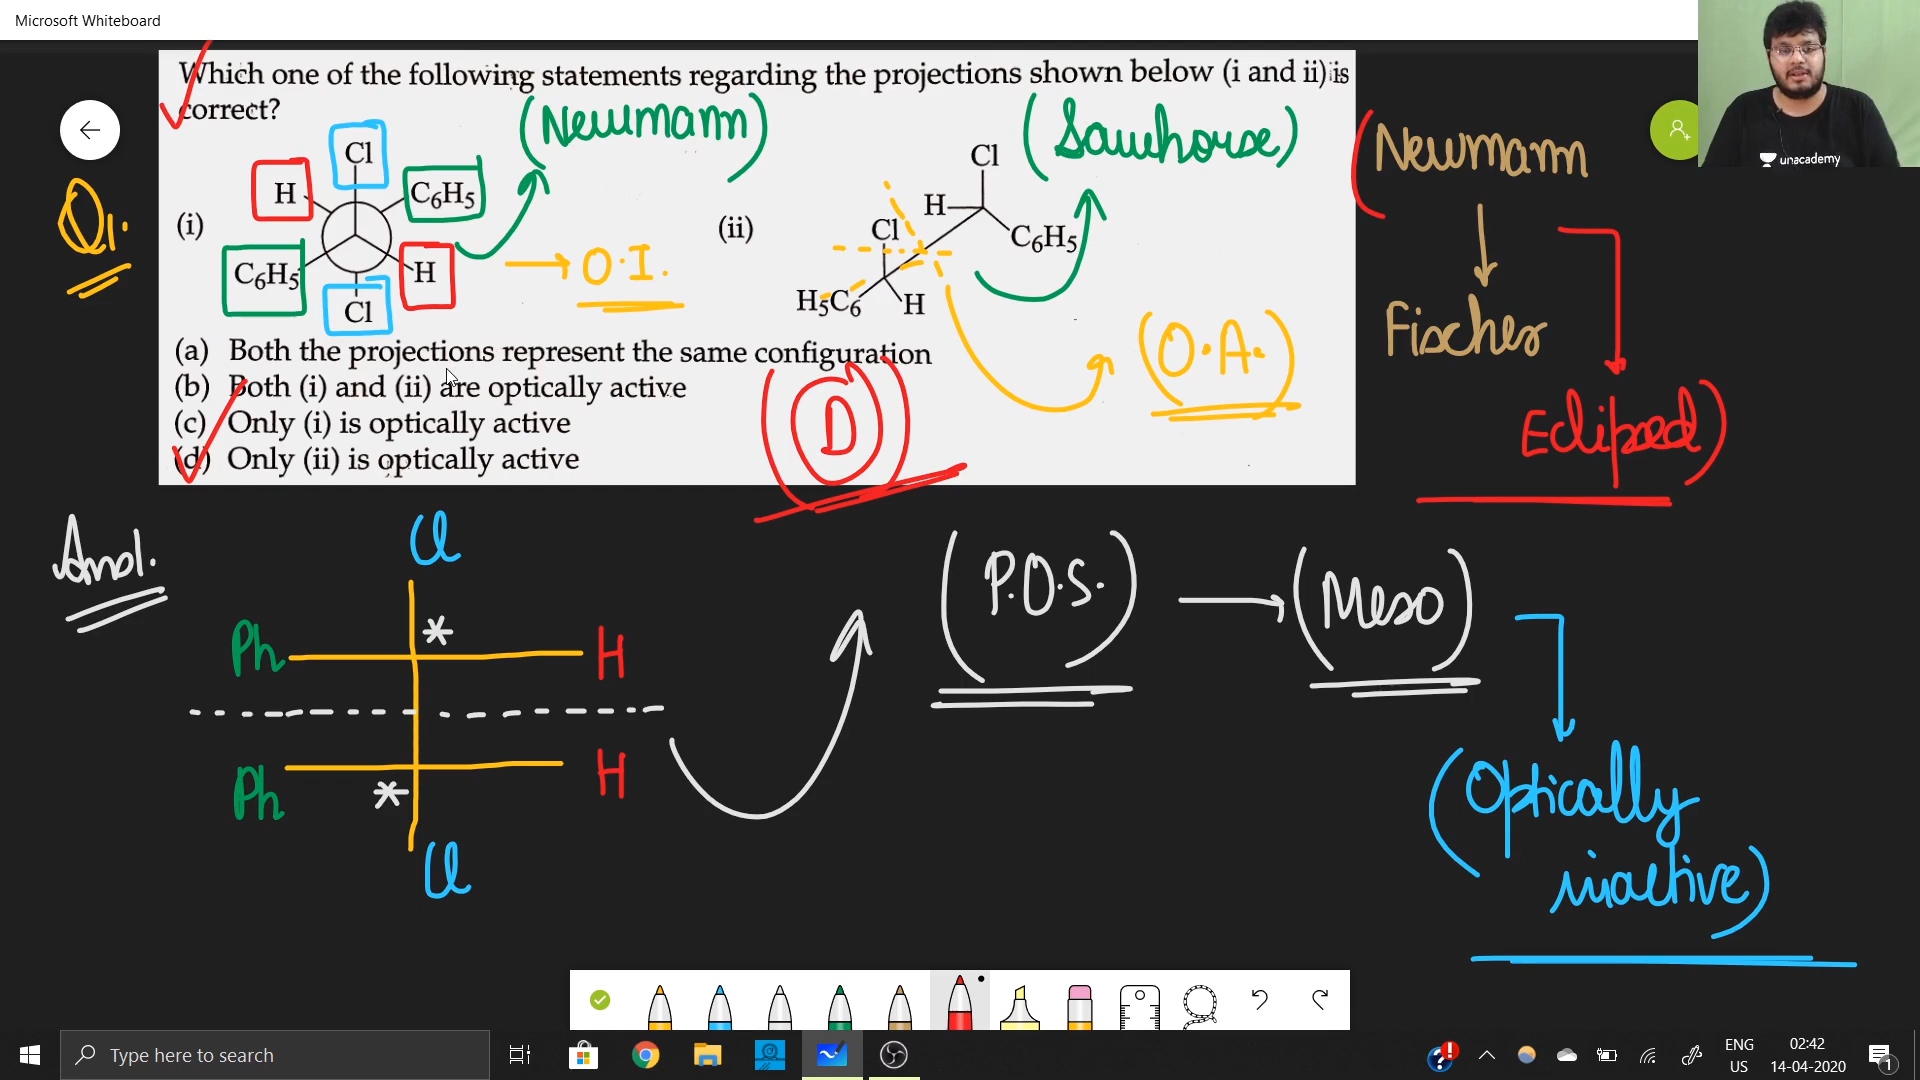 Microsoft Whiteboard
Which one of the following statements regarding the projections shown below (i and ii) is
correct?
(Newmann)
(Sawhorse)
(Newmann
unacademy
Q1.
(i)
H
Cl
C6H5
C6H5
Cl
H
→ O.I.
(ii)
Cl
H
C6H5
Cl
H5C6
H
(O.A.)
Fischer
Eclipsed)
(a) Both the projections represent the same configuration
(b) Both (i) and (ii) are optically active
(c) Only (i) is optically active
(d) Only (ii) is optically active
(D)
Cl
Ph * H
Ph * H
Cl
(P.O.S.) → (Meso)
(Optically
inactive)
Type here to search
ENG
US
02:42
14-04-2020
1